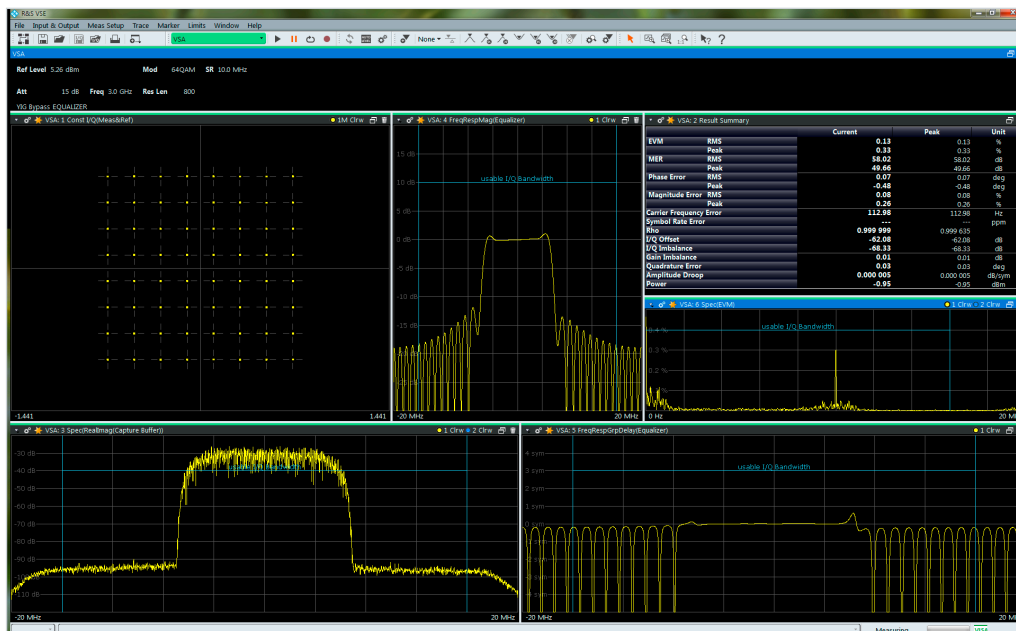 R&S VSE
File Input & Output Meas Setup Trace Marker Limits Window Help
VSA
None
VSA
Ref Level 5.26 dBm Mod 64QAM SR 10.0 MHz
Att 15 dB Freq 3.0 GHz Res Len 800
YIG Bypass EQUALIZER
VSA: 1 Const I/Q(Meas&Ref) 1M Clrw
-1.441 1.441
VSA: 4 FreqRespMag(Equalizer) 1 Clrw
15 dB
10 dB
usable I/Q Bandwidth
5 dB
0 dB
-5 dB
-10 dB
-15 dB
-20 MHz 20 MHz
VSA: 2 Result Summary
Current Peak Unit
EVM RMS 0.13 0.13 %
Peak 0.33 0.33 %
MER RMS 58.02 58.02 dB
Peak 49.66 49.66 dB
Phase Error RMS 0.07 0.07 deg
Peak -0.48 -0.48 deg
Magnitude Error RMS 0.08 0.08 %
Peak 0.26 0.26 %
Carrier Frequency Error 112.98 112.98 Hz
Symbol Rate Error --- --- ppm
Rho 0.999 999 0.999 635
I/Q Offset -62.08 -62.08 dB
I/Q Imbalance -68.33 -68.33 dB
Gain Imbalance 0.01 0.01 dB
Quadrature Error 0.03 0.03 deg
Amplitude Droop 0.000 005 0.000 005 dB/sym
Power -0.95 -0.95 dBm
VSA: 6 Spec(EVM) 1 Clrw 2 Clrw
usable I/Q Bandwidth
0.4 %
0.3 %
0.2 %
0 Hz 20 M
VSA: 3 Spec(RealImag(Capture Buffer)) 1 Clrw 2 Clrw
-30 dB
-40 dB
-50 dB
-60 dB
-70 dB
-80 dB
-90 dB
-20 MHz 20 MHz
VSA: 5 FreqRespGrpDelay(Equalizer) 1 Clrw
4 sym
usable I/Q Bandwidth
3 sym
2 sym
1 sym
0 sym
-20 MHz 20 MHz
Measuring